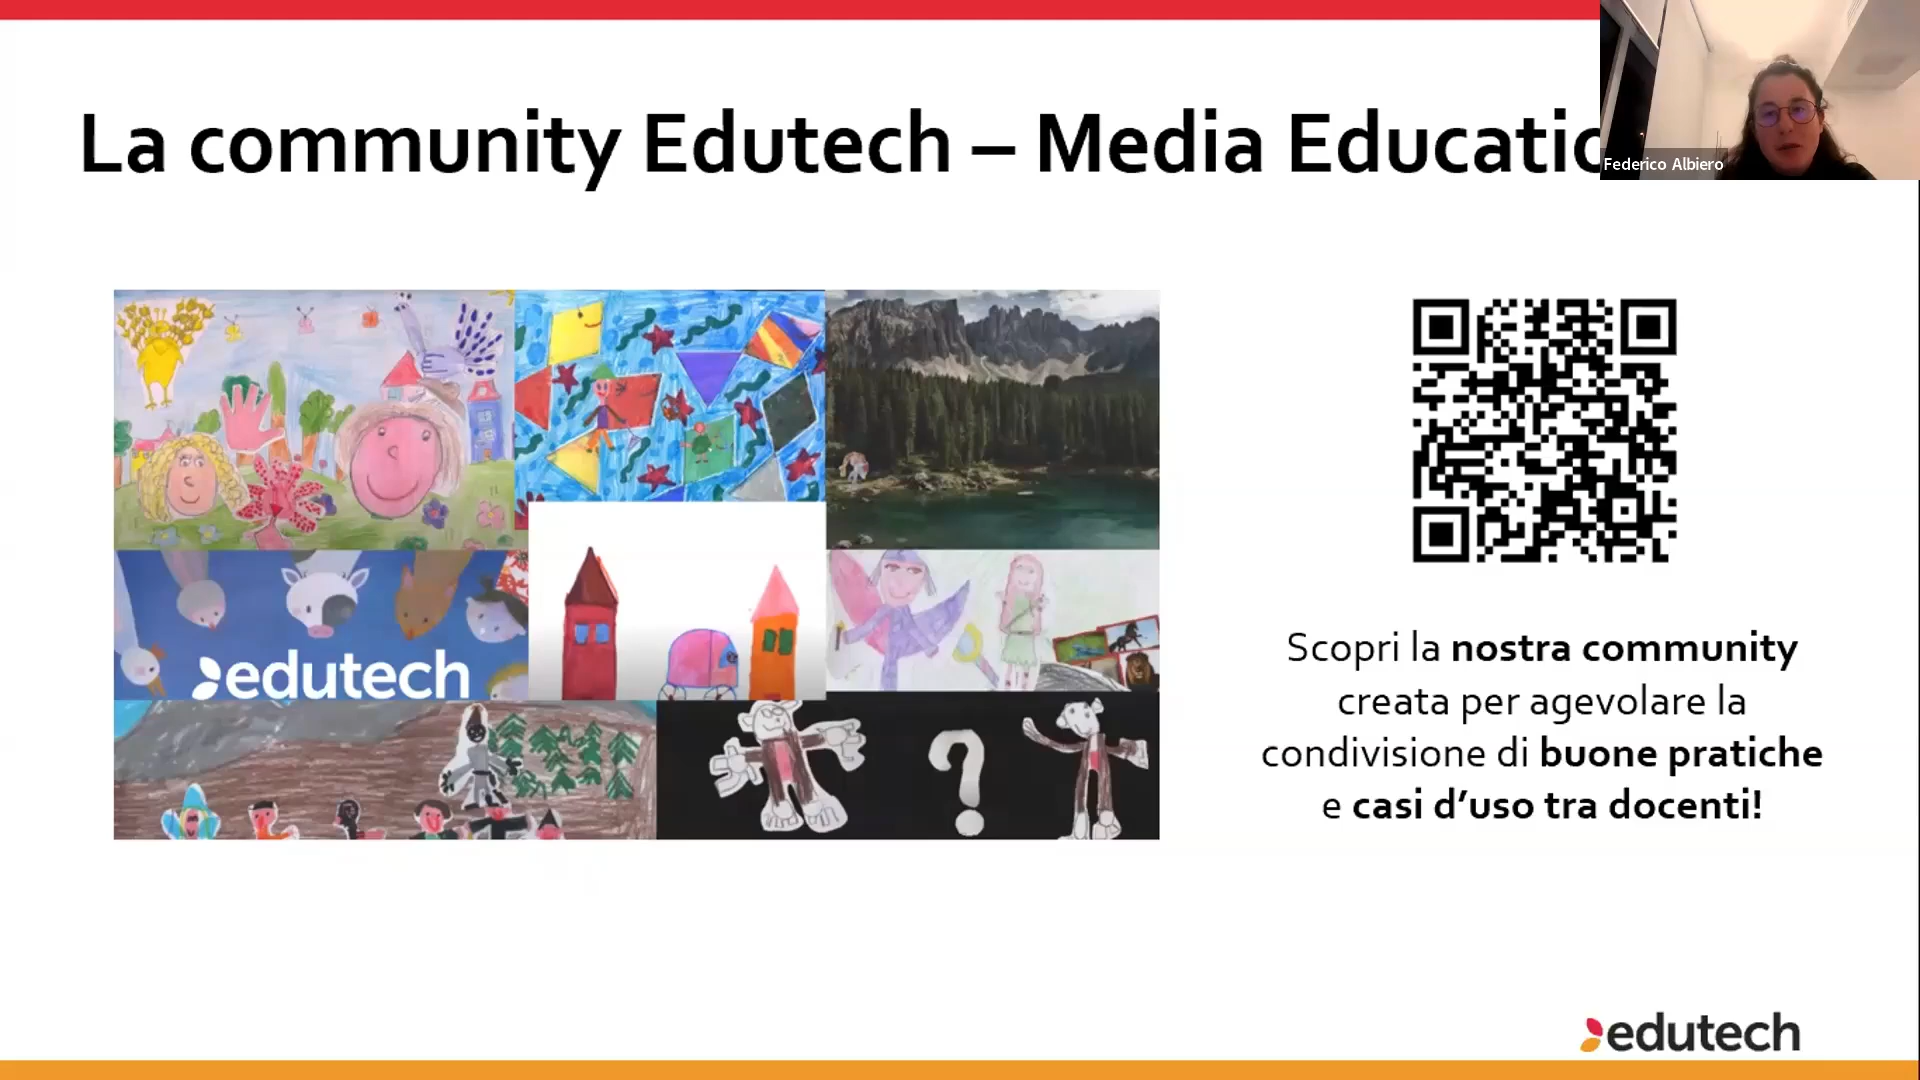 La community Edutech – Media Educatio
Federico Albiero
edutech
?
Scopri la nostra community
creata per agevolare la
condivisione di buone pratiche
e casi d’uso tra docenti!
edutech